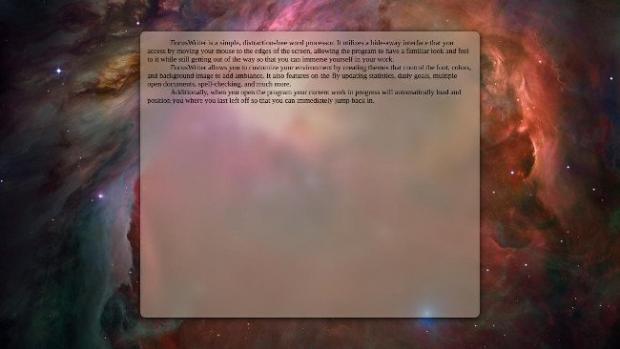 FocusWriter is a simple, distraction-free word processor. It utilizes a hide-away interface that you
access by moving your mouse to the edges of the screen, allowing the program to have a familiar look and feel
to it while still getting out of the way so that you can immerse yourself in your work.
FocusWriter allows you to customize your environment by creating themes that control the font, colors,
and background image to add ambiance. It also features on-the-fly updating statistics, daily goals, multiple
open documents, spell-checking, and much more.
Additionally, when you open the program your current work in progress will automatically load and
position you where you last left off so that you can immediately jump back in.